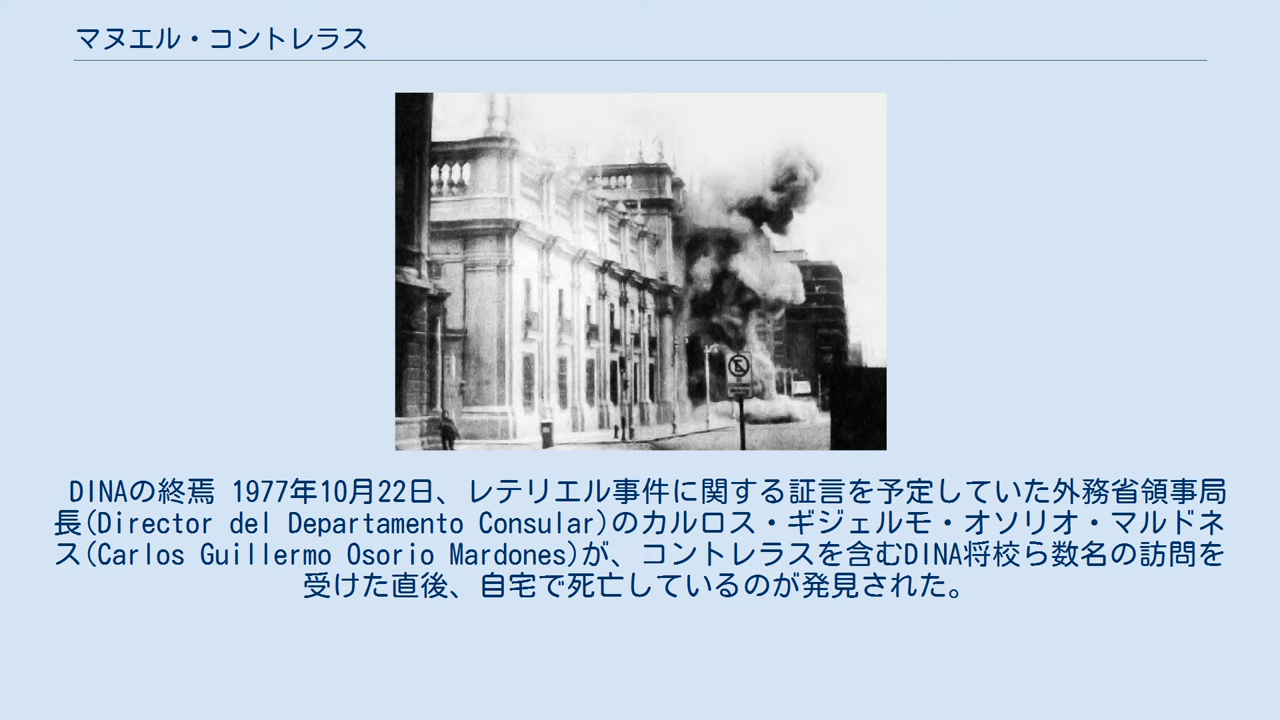 マヌエル・コントレラス
DINAの終焉 1977年10月22日、レテリエル事件に関する証言を予定していた外務省領事局
長(Director del Departamento Consular)のカルロス・ギジェルモ・オソリオ・マルドネ
ス(Carlos Guillermo Osorio Mardones)が、コントレラスを含むDINA将校ら数名の訪問を
受けた直後、自宅で死亡しているのが発見された。